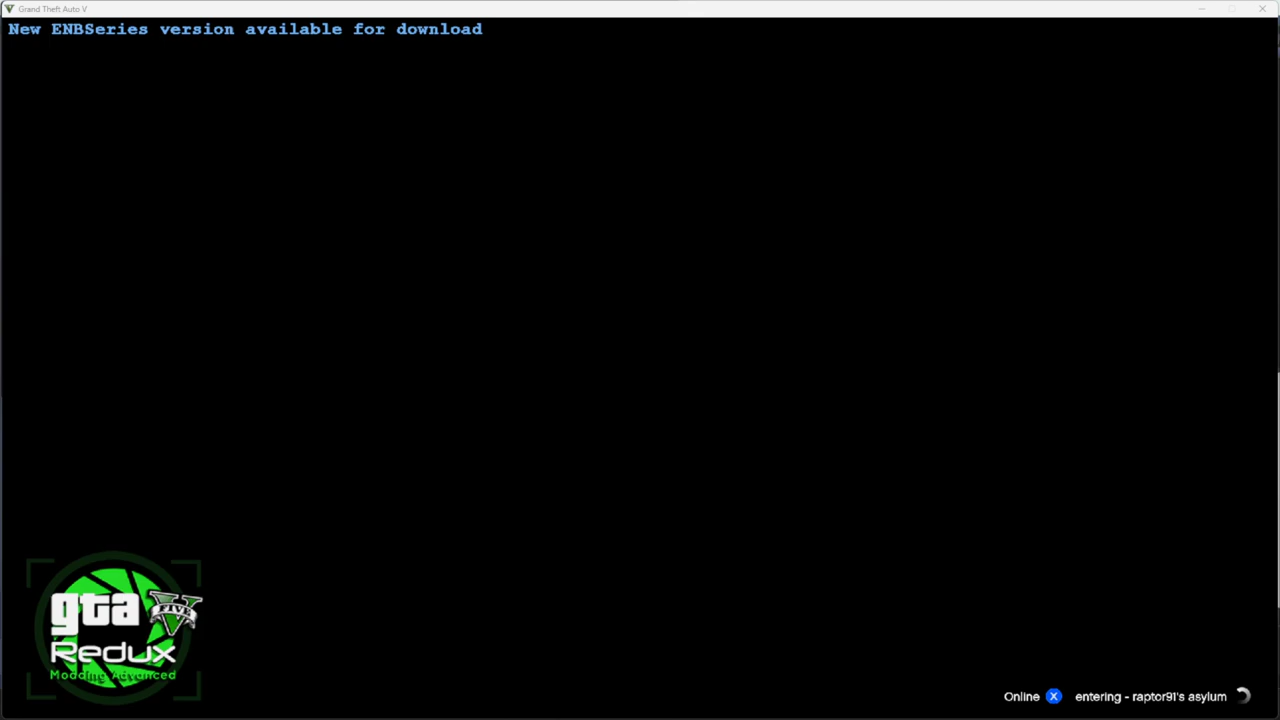 Grand Theft Auto V
New ENBSeries version available for download
gta
FIVE
Redux
Modding Advanced
Online X entering - raptor91's asylum